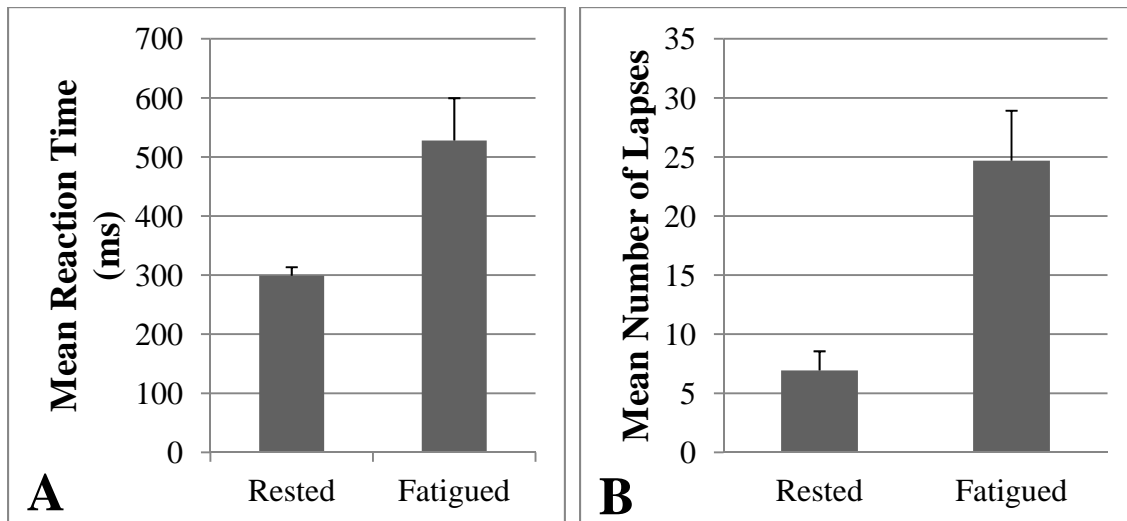 Mean Reaction Time
(ms)
700
600
500
400
300
200
100
0
Rested Fatigued
A
Mean Number of Lapses
35
30
25
20
15
10
5
0
Rested Fatigued
B